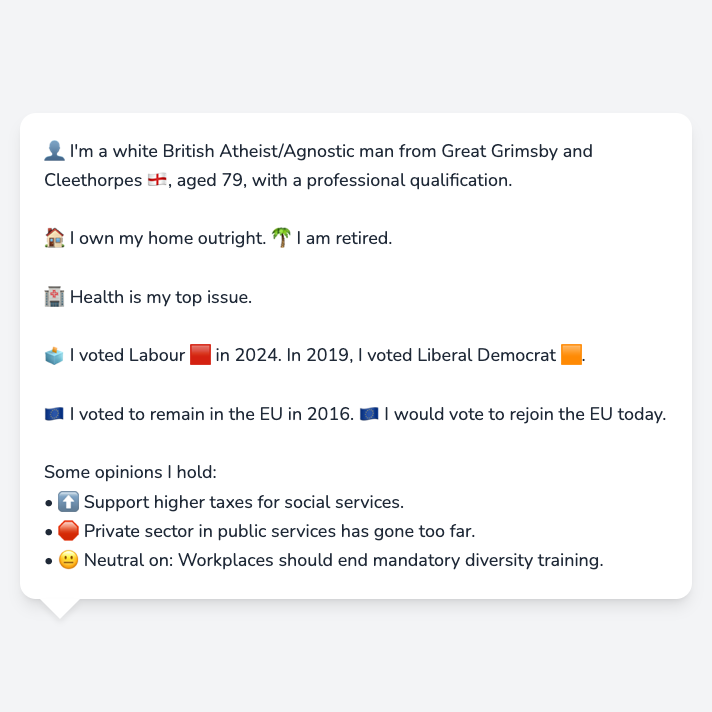 👤 I'm a white British Atheist/Agnostic man from Great Grimsby and
Cleethorpes 🏴󠁧󠁢󠁥󠁮󠁧󠁿, aged 79, with a professional qualification.
🏠 I own my home outright. 🌴 I am retired.
🏥 Health is my top issue.
🗳️ I voted Labour 🟥 in 2024. In 2019, I voted Liberal Democrat 🟧.
🇪🇺 I voted to remain in the EU in 2016. 🇪🇺 I would vote to rejoin the EU today.
Some opinions I hold:
• ⬆️ Support higher taxes for social services.
• 🛑 Private sector in public services has gone too far.
• 😐 Neutral on: Workplaces should end mandatory diversity training.